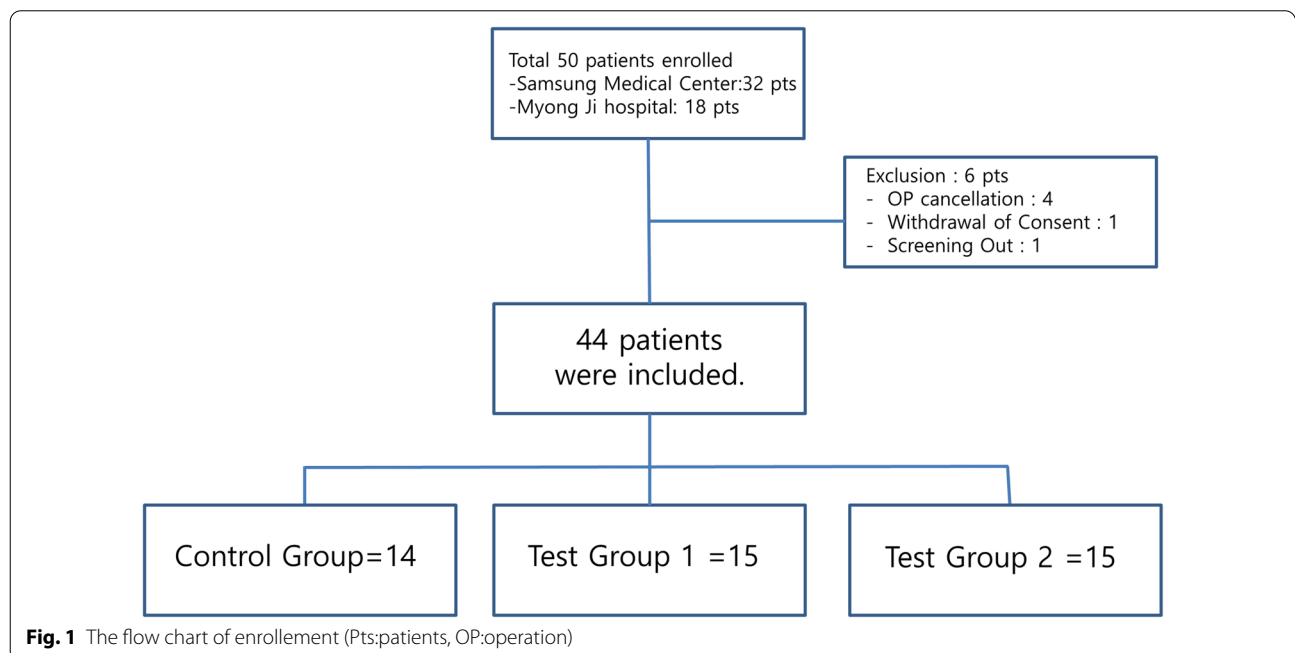 Total 50 patients enrolled
-Samsung Medical Center:32 pts
-Myong Ji hospital: 18 pts
Exclusion : 6 pts
- OP cancellation : 4
- Withdrawal of Consent : 1
- Screening Out : 1
44 patients
were included.
Control Group=14
Test Group 1 =15
Test Group 2 =15
Fig. 1 The flow chart of enrollement (Pts:patients, OP:operation)